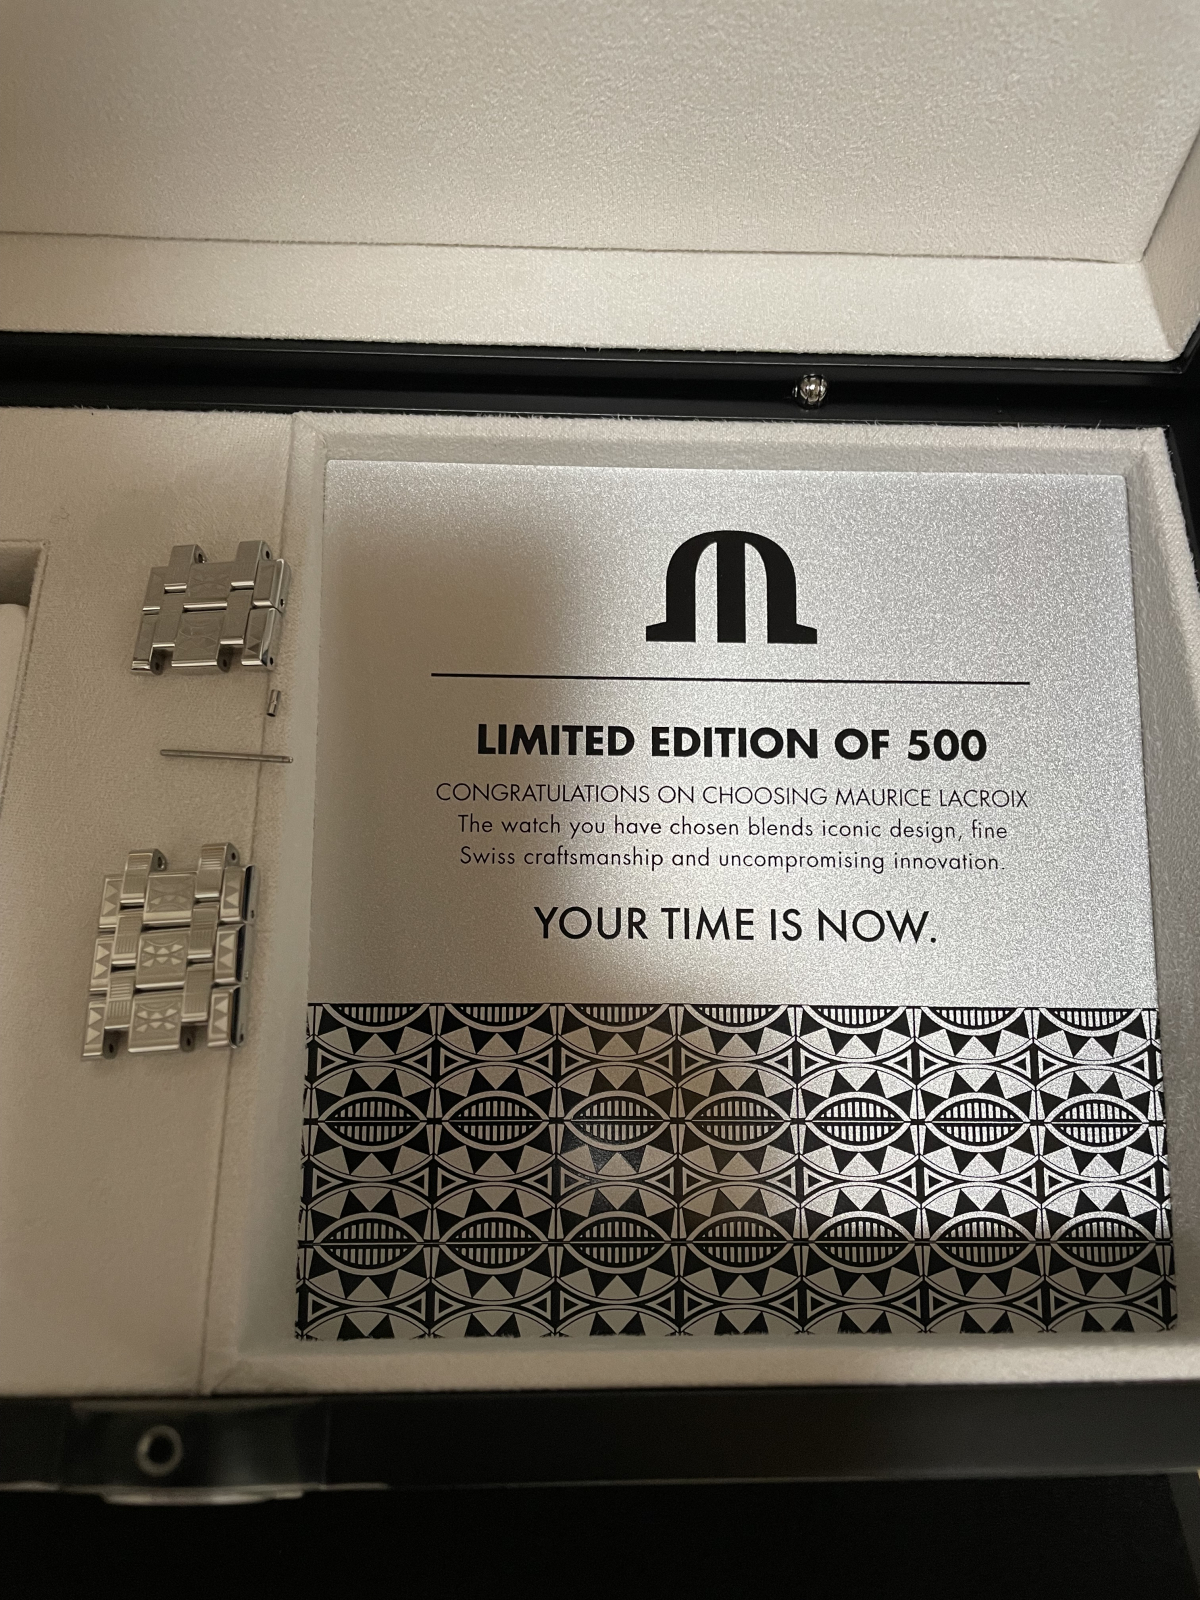 LIMITED EDITION OF 500
CONGRATULATIONS ON CHOOSING MAURICE LACROIX
The watch you have chosen blends iconic design, fine
Swiss craftsmanship and uncompromising innovation.
YOUR TIME IS NOW.